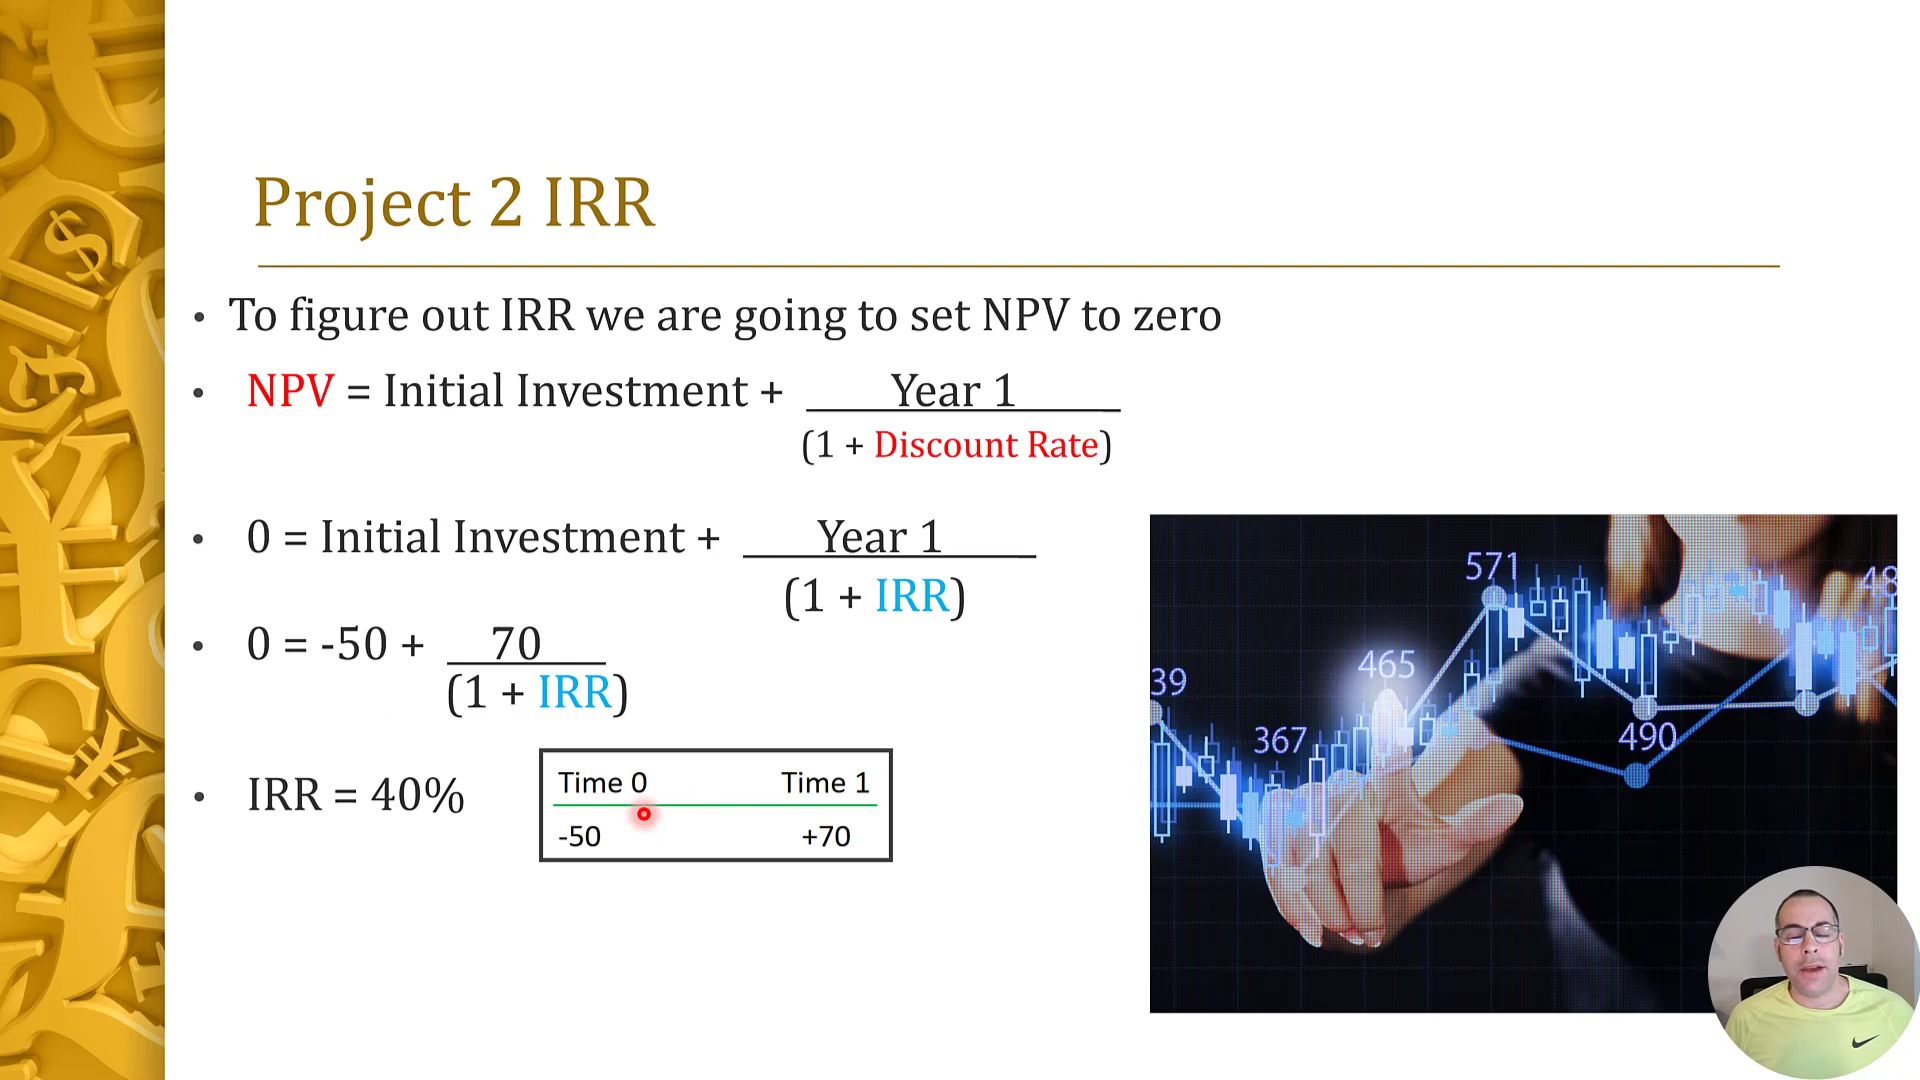 Project 2 IRR
• To figure out IRR we are going to set NPV to zero
• NPV = Initial Investment + Year 1
(1 + Discount Rate)
• 0 = Initial Investment + Year 1
(1 + IRR)
• 0 = -50 + 70
(1 + IRR)
• IRR = 40%
Time 0 Time 1
-50 +70
571
48
465
39
367
490